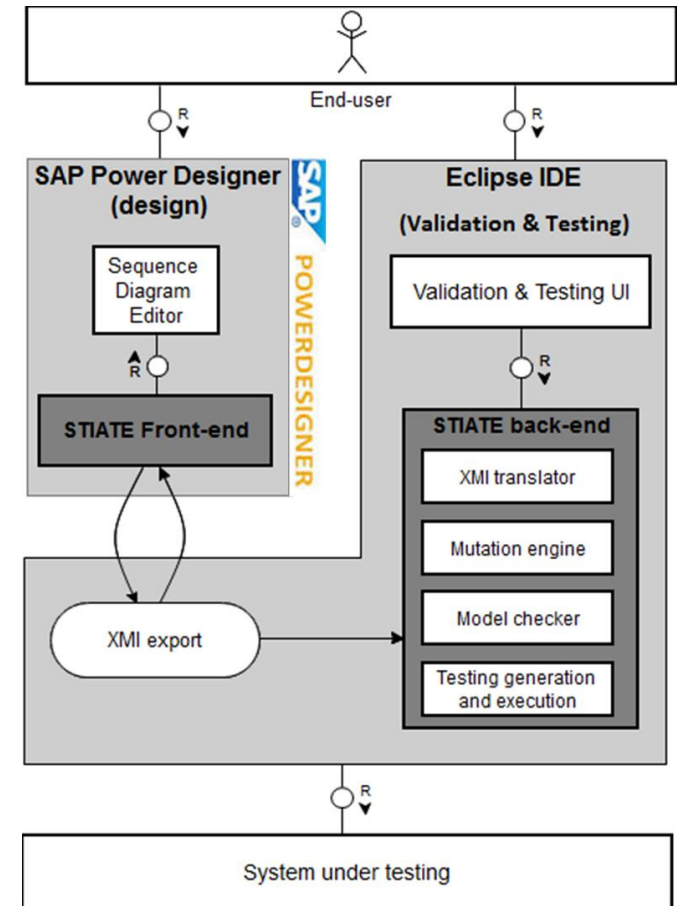 End-user
R
R
SAP Power Designer
(design)
SAP
®
POWERDESIGNER
Sequence
Diagram
Editor
R
STIATE Front-end
Eclipse IDE
(Validation & Testing)
Validation & Testing UI
R
STIATE back-end
XMI translator
Mutation engine
Model checker
Testing generation
and execution
XMI export
R
System under testing